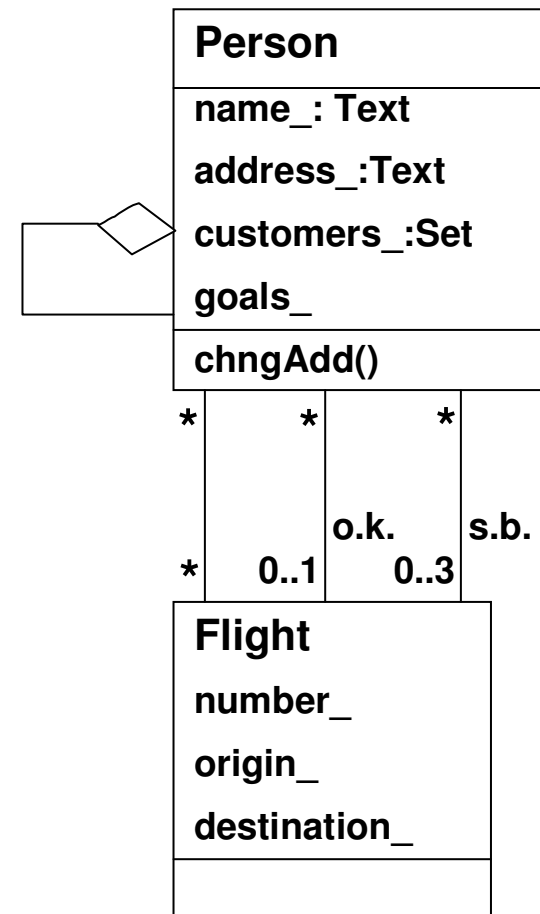 Person
name_: Text
address_:Text
customers_:Set
goals_
chngAdd()
* * *
o.k. s.b.
* 0..1 0..3
Flight
number_
origin_
destination_